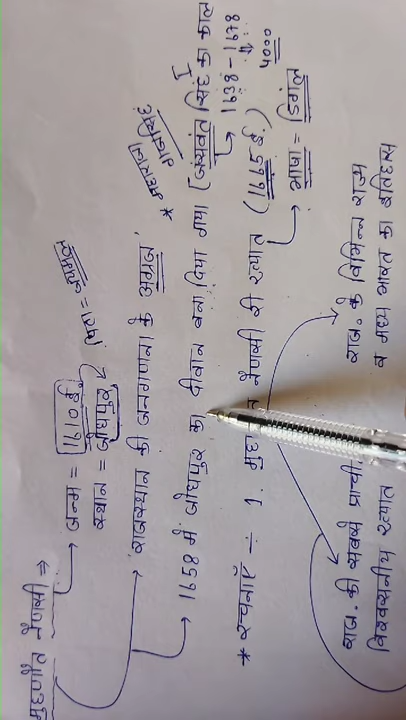 मुहणौत नैणसी ⇒
जन्म = 1610 ई.
स्थान = जोधपुर, पिता = जयमल
राजस्थान की जनगणना के अग्रज
* महाराजा गजसिंह
1658 में जोधपुर का दीवान बना दिया गया (जसवंत सिंह I का काल
1638 - 1678
4000
* रचनाएँ ÷ 1. नैणसी री ख्यात (1665 ई.)
भाषा = डिंगल
राज. की सबसे प्राची
विश्वसनीय ख्यात
राज. के विभिन्न राज्य
व मध्य भारत का इतिहास